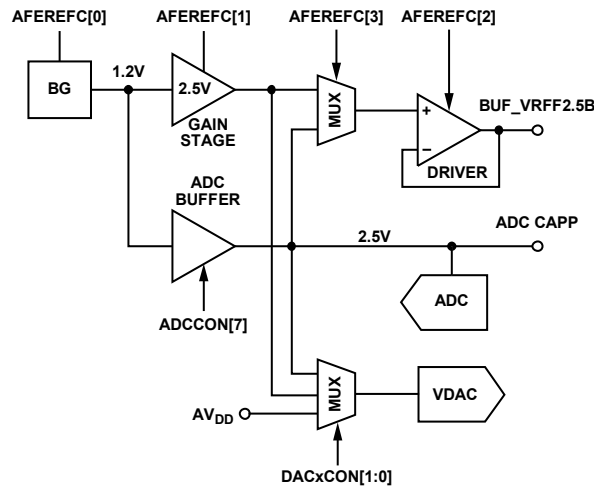 AFEREFC[0]
AFEREFC[1]
AFEREFC[3]
AFEREFC[2]
BG
1.2V
2.5V
GAIN
STAGE
MUX
+
−
DRIVER
BUF_VRFF2.5B
ADC
BUFFER
2.5V
ADC CAPP
ADC
ADCCON[7]
MUX
VDAC
AVDD
DACxCON[1:0]